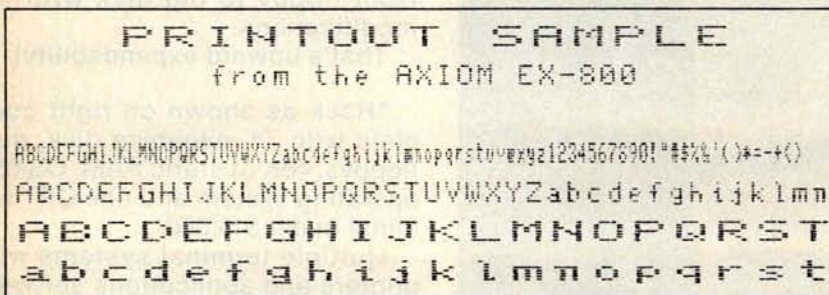 PRINTOUT SAMPLE
from the AXIOM EX-800
ABCDEFGHIJKLMNOPQRSTUVWXYZabcdefghijklmnopqrstuvwxyz1234567890!"#$%&'()*+-→{}
ABCDEFGHIJKLMNOPQRSTUVWXYZabcdefghijklmn
ABCDEFGHIJKLMNOPQRST
abcdefghijklmnopqrst